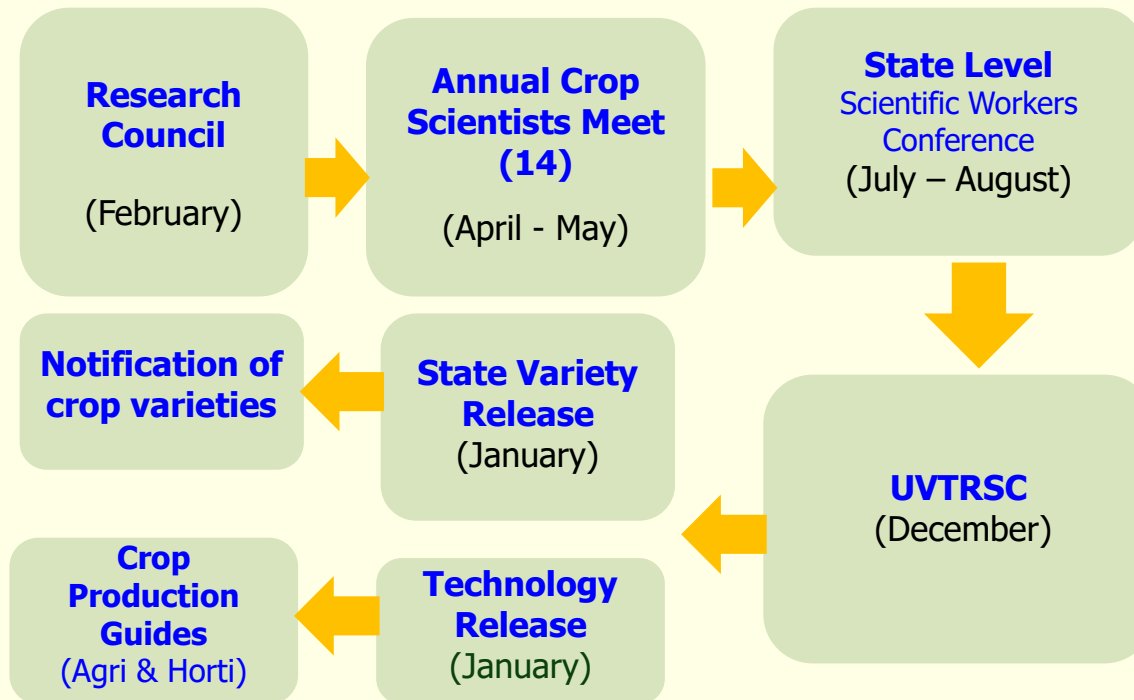 Research
Council
(February)
Annual Crop
Scientists Meet
(14)
(April - May)
State Level
Scientific Workers
Conference
(July – August)
UVTRSC
(December)
State Variety
Release
(January)
Notification of
crop varieties
Technology
Release
(January)
Crop
Production
Guides
(Agri & Horti)